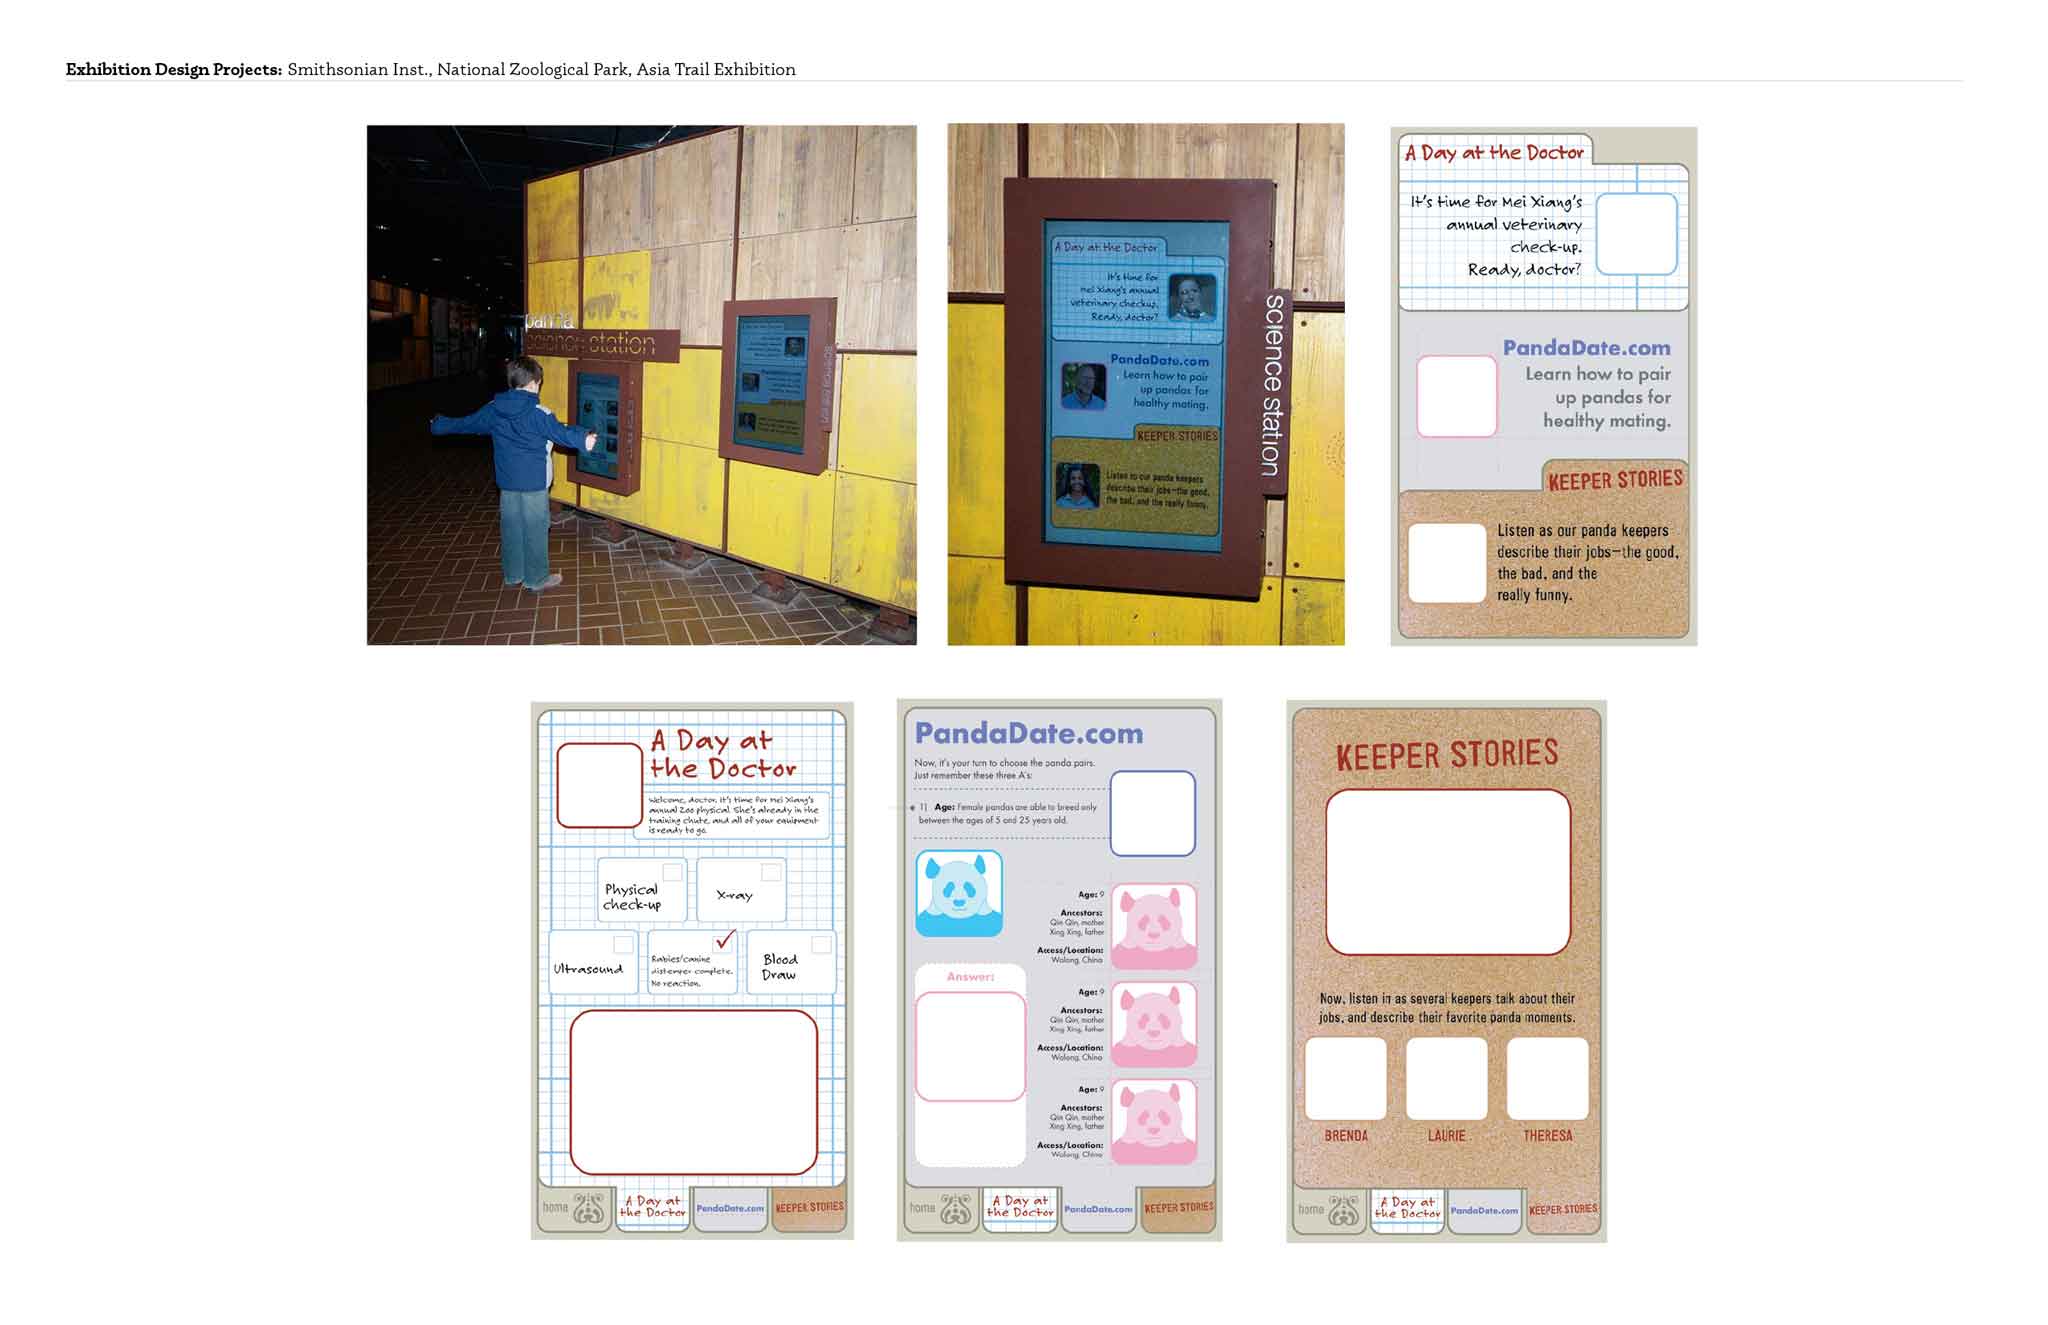 Exhibition Design Projects: Smithsonian Inst., National Zoological Park, Asia Trail Exhibition
panda
science station
science station
A Day at the Doctor
It's time for
Mei Xiang's annual
veterinary checkup.
Ready, doctor?
PandaDate.com
Learn how to pair
up pandas for
healthy mating.
KEEPER STORIES
Listen to our panda keepers
describe their jobs—the good,
the bad, and the really funny.
science station
A Day at the Doctor
It's time for Mei Xiang's
annual veterinary
check-up.
Ready, doctor?
PandaDate.com
Learn how to pair
up pandas for
healthy mating.
KEEPER STORIES
Listen as our panda keepers
describe their jobs—the good,
the bad, and the
really funny.
A Day at
the Doctor
Welcome, doctor. It's time for Mei Xiang's
annual Zoo physical. She's already in the
training chute, and all of your equipment
is ready to go.
Physical
check-up
X-ray
Ultrasound
Rabies/canine
distemper complete.
No reaction.
Blood
Draw
home
A Day at
the Doctor
PandaDate.com
KEEPER STORIES
PandaDate.com
Now, it's your turn to choose the panda pairs.
Just remember these three A's:
1) Age: Female pandas are able to breed only
between the ages of 5 and 25 years old.
Age: 9
Ancestors:
Qin Qin, mother
Xing Xing, father
Access/Location:
Wolong, China
Answer:
Age: 9
Ancestors:
Qin Qin, mother
Xing Xing, father
Access/Location:
Wolong, China
Age: 9
Ancestors:
Qin Qin, mother
Xing Xing, father
Access/Location:
Wolong, China
home
A Day at
the Doctor
PandaDate.com
KEEPER STORIES
KEEPER STORIES
Now, listen in as several keepers talk about their
jobs, and describe their favorite panda moments.
BRENDA
LAURIE
THERESA
home
A Day at
the Doctor
PandaDate.com
KEEPER STORIES